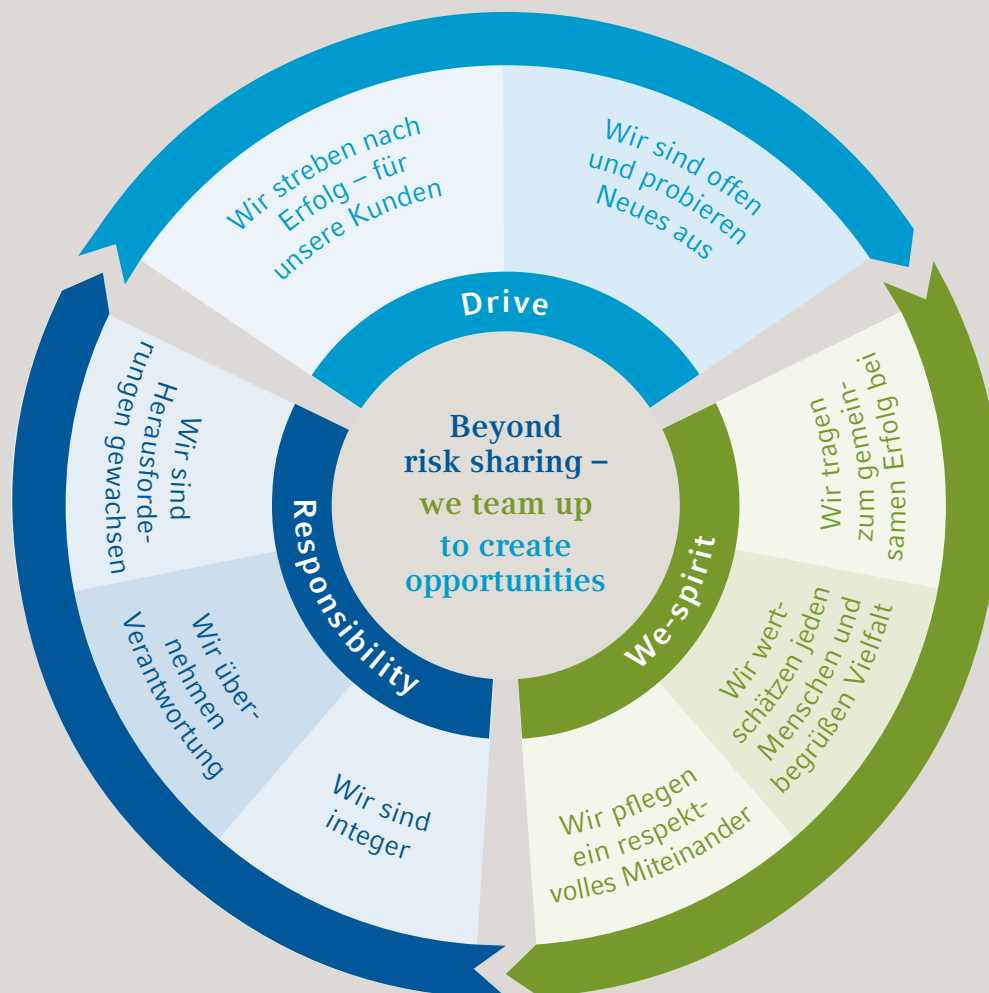 Wir streben nach
Erfolg – für
unsere Kunden
Wir sind offen
und probieren
Neues aus
Drive
Wir tragen
zum gemein-
samen Erfolg bei
Wir wert-
schätzen jeden
Menschen und
begrüßen Vielfalt
Wir pflegen
ein respekt-
volles Miteinander
We-spirit
Wir sind
integer
Wir über-
nehmen
Verantwortung
Wir sind
Herausforde-
rungen gewachsen
Responsibility
Beyond
risk sharing –
we team up
to create
opportunities